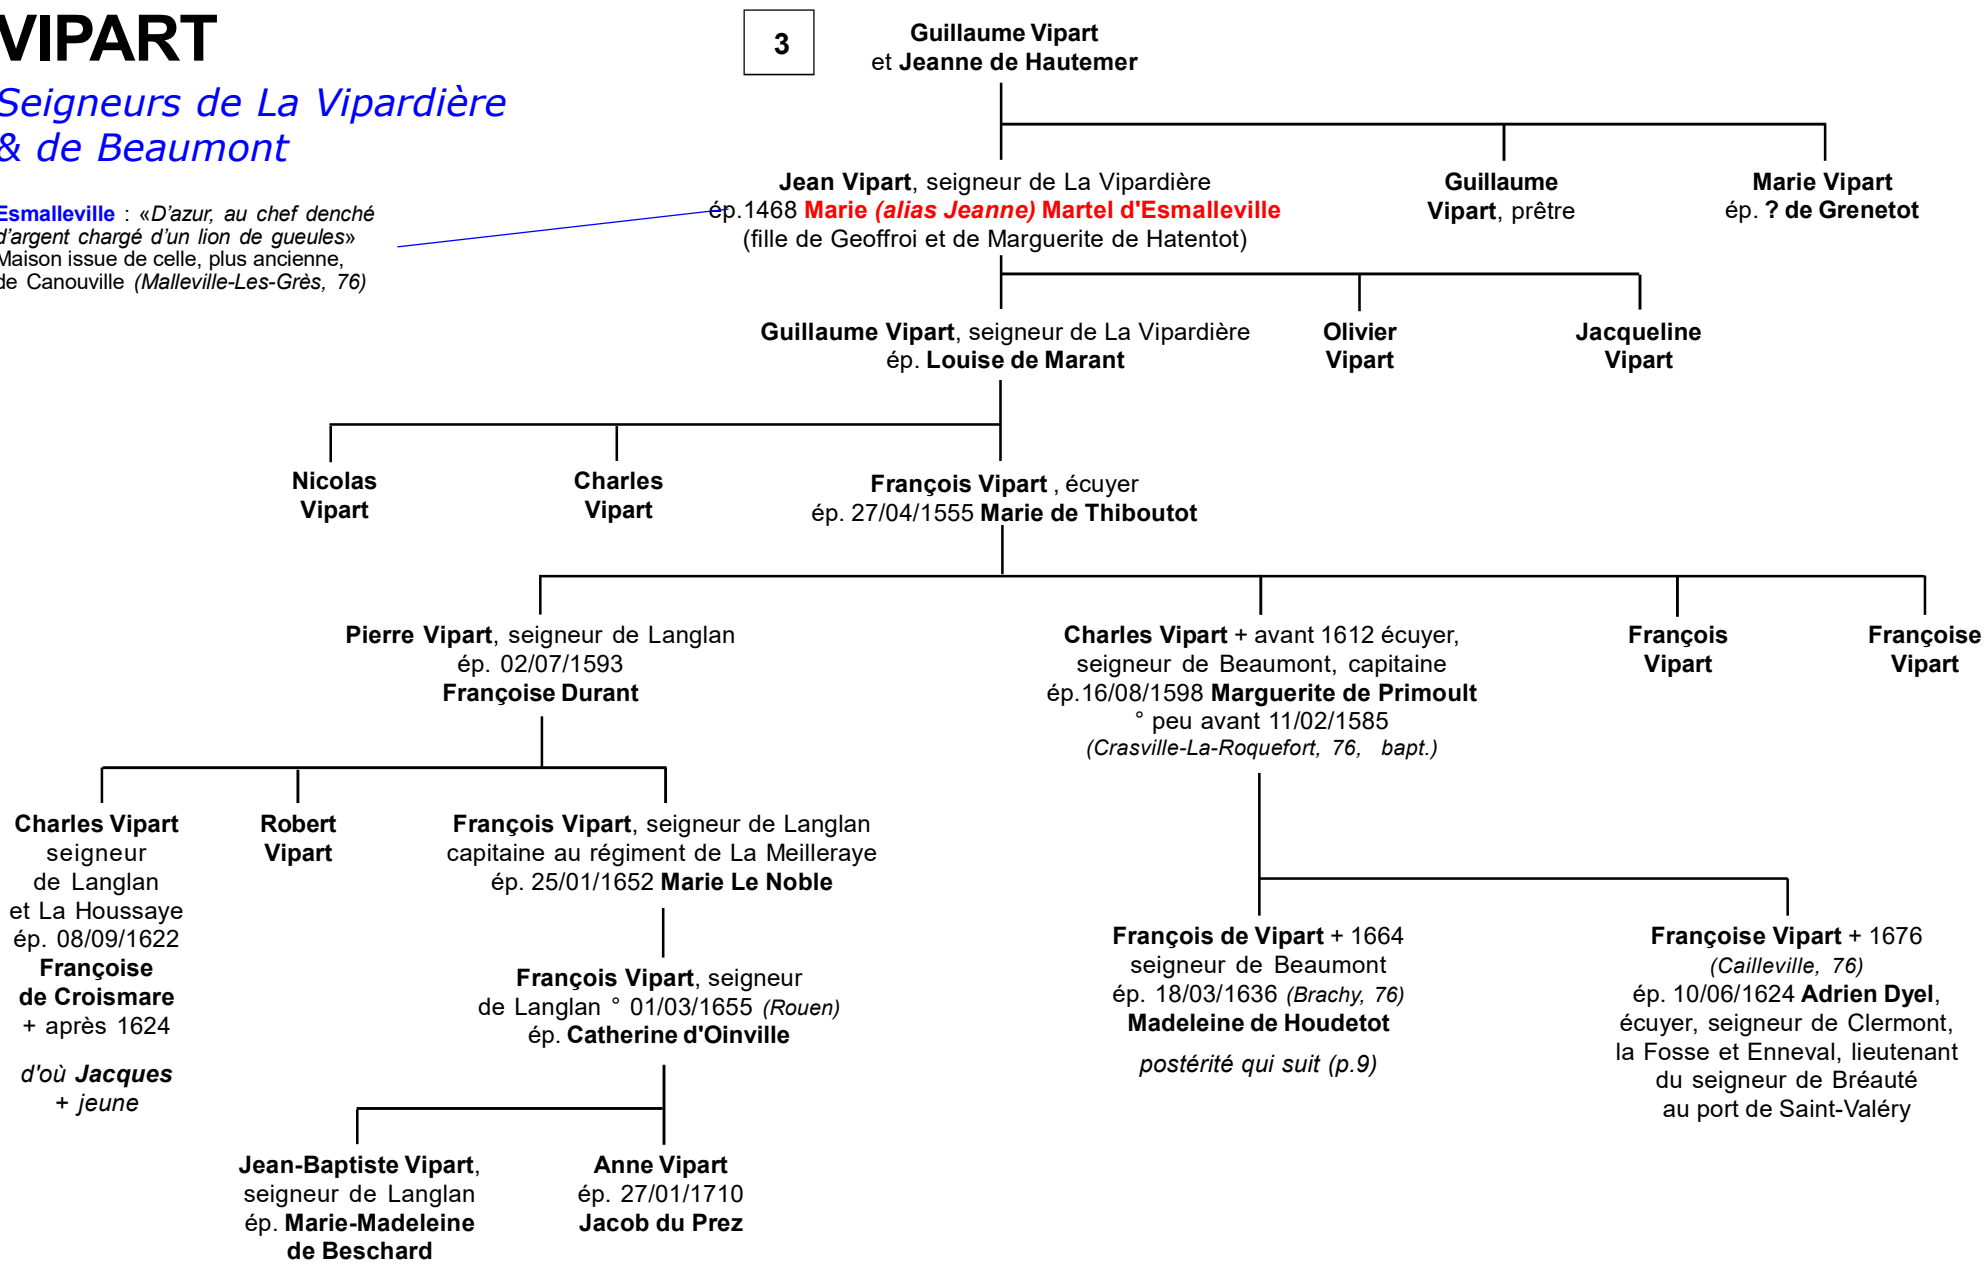 VIPART
Seigneurs de La Vipardière
& de Beaumont
Esmalleville : «D'azur, au chef denché
d'argent chargé d'un lion de gueules»
Maison issue de celle, plus ancienne,
de Canouville (Malleville-Les-Grès, 76)
3
Guillaume Vipart
et Jeanne de Hautemer
Jean Vipart, seigneur de La Vipardière
ép.1468 Marie (alias Jeanne) Martel d'Esmalleville
(fille de Geoffroi et de Marguerite de Hatentot)
Guillaume
Vipart, prêtre
Marie Vipart
ép. ? de Grenetot
Guillaume Vipart, seigneur de La Vipardière
ép. Louise de Marant
Olivier
Vipart
Jacqueline
Vipart
Nicolas
Vipart
Charles
Vipart
François Vipart , écuyer
ép. 27/04/1555 Marie de Thiboutot
Pierre Vipart, seigneur de Langlan
ép. 02/07/1593
Françoise Durant
Charles Vipart + avant 1612 écuyer,
seigneur de Beaumont, capitaine
ép.16/08/1598 Marguerite de Primoult
° peu avant 11/02/1585
(Crasville-La-Roquefort, 76, bapt.)
François
Vipart
Françoise
Vipart
Charles Vipart
seigneur
de Langlan
et La Houssaye
ép. 08/09/1622
Françoise
de Croismare
+ après 1624
d'où Jacques
+ jeune
Robert
Vipart
François Vipart, seigneur de Langlan
capitaine au régiment de La Meilleraye
ép. 25/01/1652 Marie Le Noble
François Vipart, seigneur
de Langlan ° 01/03/1655 (Rouen)
ép. Catherine d'Oinville
François de Vipart + 1664
seigneur de Beaumont
ép. 18/03/1636 (Brachy, 76)
Madeleine de Houdetot
postérité qui suit (p.9)
Françoise Vipart + 1676
(Cailleville, 76)
ép. 10/06/1624 Adrien Dyel,
écuyer, seigneur de Clermont,
la Fosse et Enneval, lieutenant
du seigneur de Bréauté
au port de Saint-Valéry
Jean-Baptiste Vipart,
seigneur de Langlan
ép. Marie-Madeleine
de Beschard
Anne Vipart
ép. 27/01/1710
Jacob du Prez